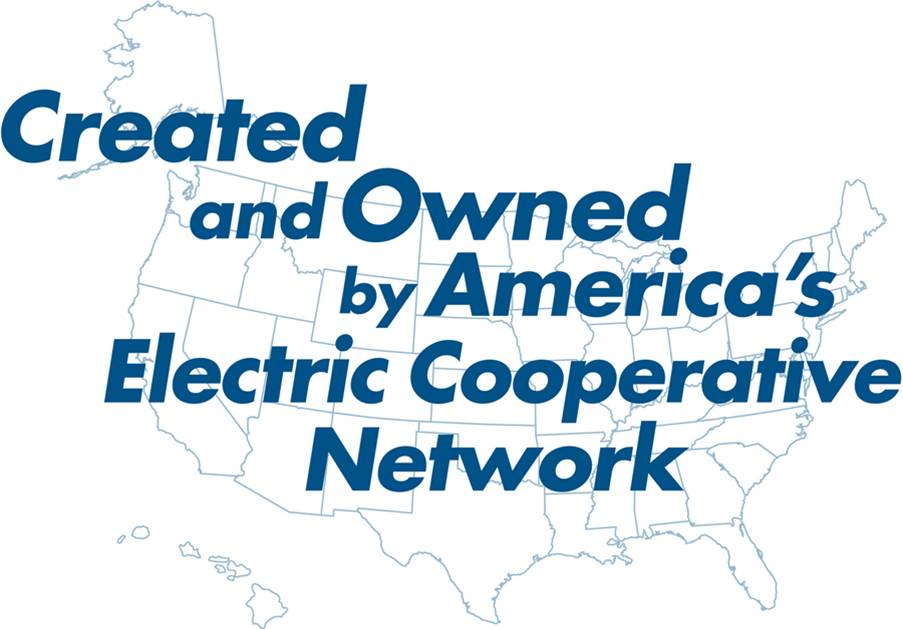 Created
and Owned
by America's
Electric Cooperative
Network